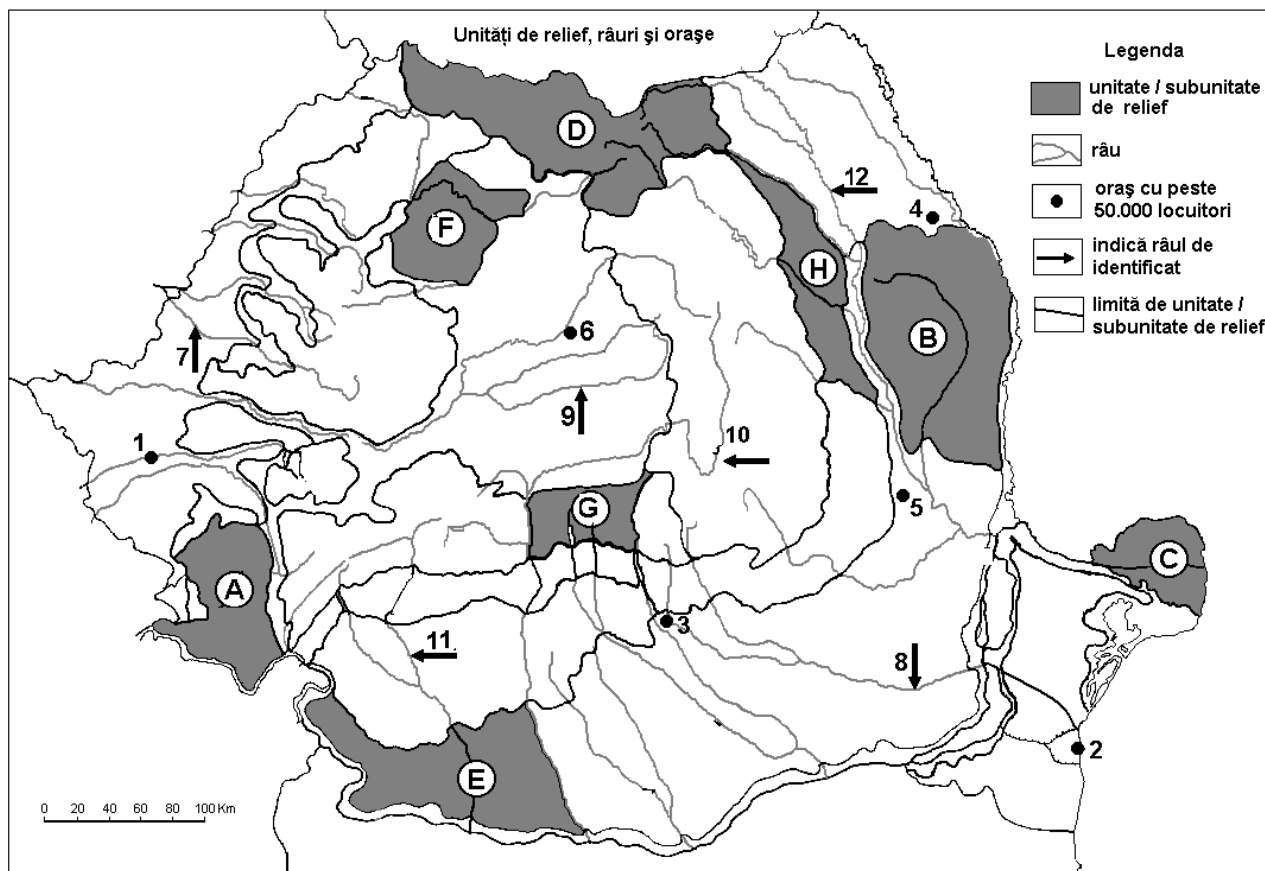 Unități de relief, râuri și orașe
Legenda
unitate / subunitate
de relief
râu
oraș cu peste
50.000 locuitori
indică râul de
identificat
limită de unitate /
subunitate de relief
D
12
4
F
H
6
B
7
9
10
1
5
G
C
A
3
11
8
2
E
0 20 40 60 80 100 Km